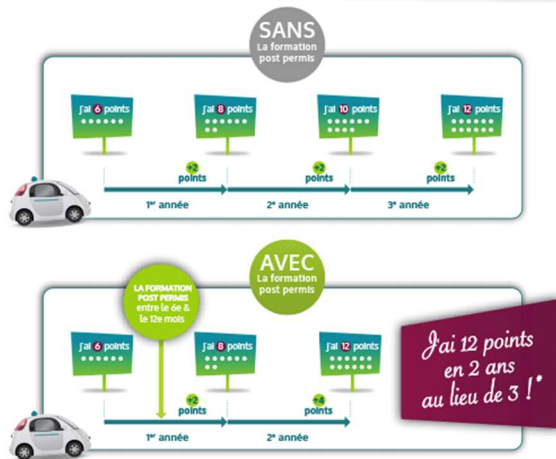 SANS
La formation
post permis
J'ai 6 points
J'ai 8 points
J'ai 10 points
J'ai 12 points
+2
points
+2
points
+2
points
1re année
2e année
3e année
AVEC
La formation
post permis
LA FORMATION
POST PERMIS
entre le 6e &
le 12e mois
J'ai 6 points
J'ai 8 points
J'ai 12 points
J'ai 12 points
en 2 ans
au lieu de 3 !*
+2
points
+4
points
1re année
2e année